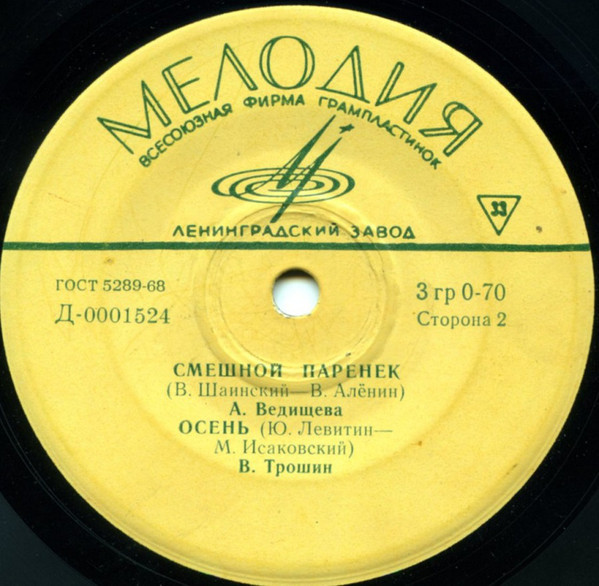 МЕЛОДИЯ
ВСЕСОЮЗНАЯ ФИРМА ГРАМПЛАСТИНОК
33
ЛЕНИНГРАДСКИЙ ЗАВОД
ГОСТ 5289-68
Д-0001524
3 гр 0-70
Сторона 2
СМЕШНОЙ ПАРЕНЕК
(В. Шаинский—В. Алёнин)
А. Ведищева
ОСЕНЬ (Ю. Левитин—
М. Исаковский)
В. Трошин